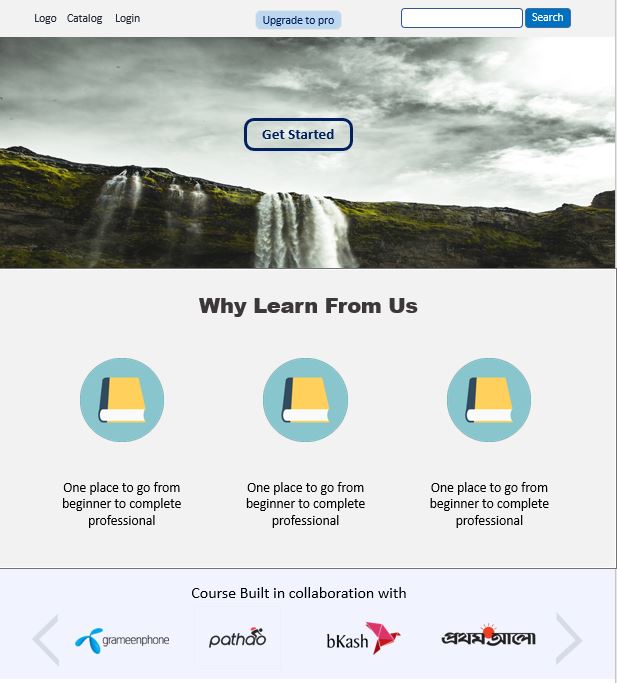 Logo Catalog Login Upgrade to pro Search
Get Started
Why Learn From Us
One place to go from
beginner to complete
professional
One place to go from
beginner to complete
professional
One place to go from
beginner to complete
professional
Course Built in collaboration with
grameenphone pathao bKash প্রথম আলো